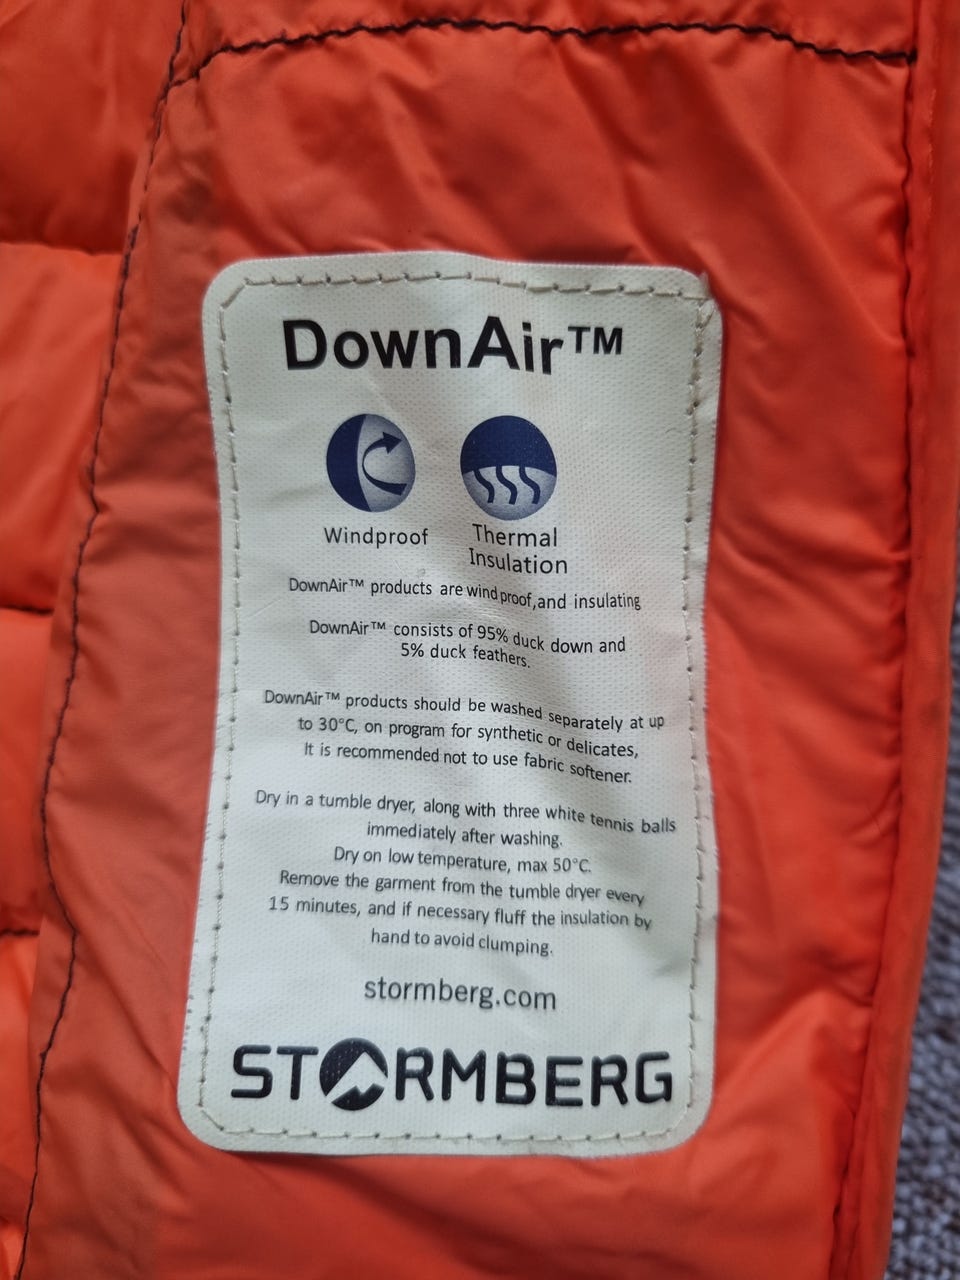 DownAir™
Windproof
Thermal
Insulation
DownAir™ products are wind proof,and insulating
DownAir™ consists of 95% duck down and
5% duck feathers.
DownAir™ products should be washed separately at up
to 30°C, on program for synthetic or delicates,
It is recommended not to use fabric softener.
Dry in a tumble dryer, along with three white tennis balls
immediately after washing.
Dry on low temperature, max 50°C.
Remove the garment from the tumble dryer every
15 minutes, and if necessary fluff the insulation by
hand to avoid clumping.
stormberg.com
STORMBERG